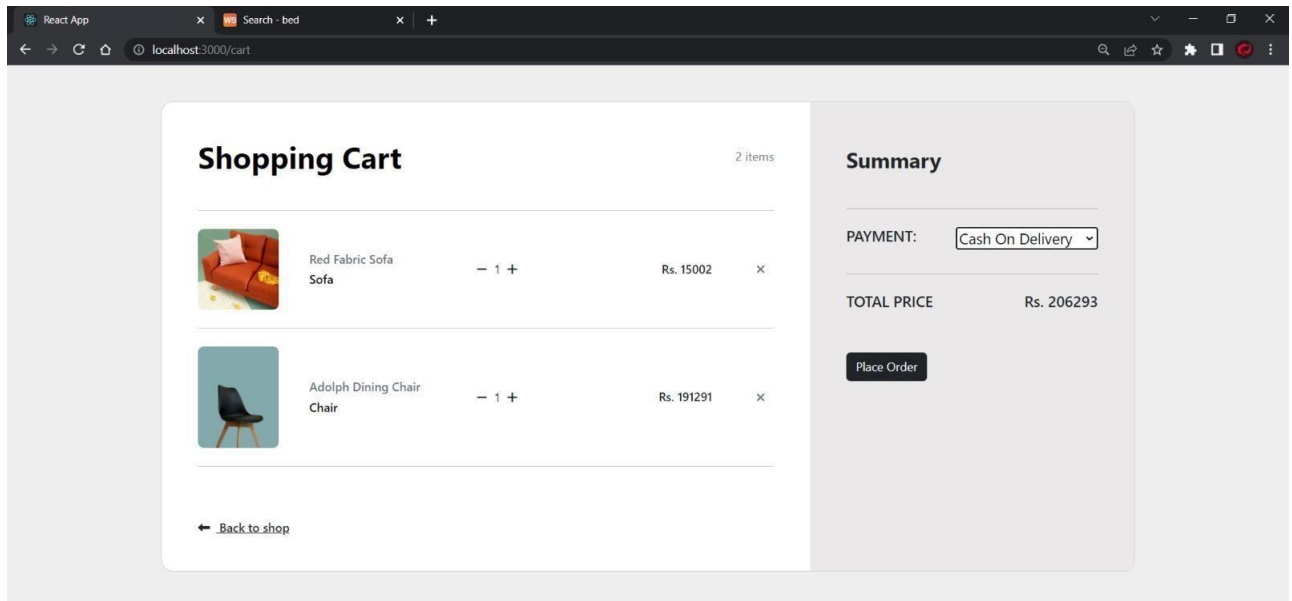 React App
WS Search - bed
localhost:3000/cart
Shopping Cart
2 items
Red Fabric Sofa
Sofa
1
Rs. 15002
Adolph Dining Chair
Chair
1
Rs. 191291
Back to shop
Summary
PAYMENT:
Cash On Delivery
TOTAL PRICE
Rs. 206293
Place Order